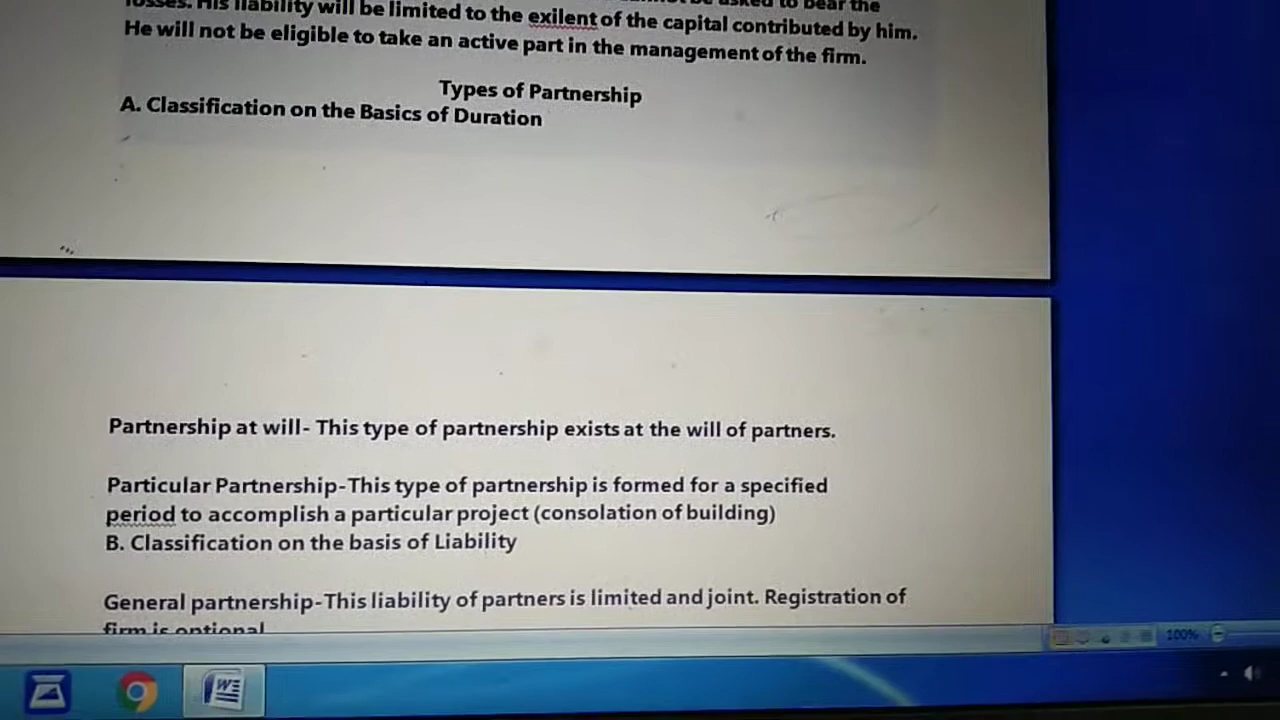 losses. His liability will be limited to the exilent of the capital contributed by him.
He will not be eligible to take an active part in the management of the firm.
Types of Partnership
A. Classification on the Basics of Duration
Partnership at will- This type of partnership exists at the will of partners.
Particular Partnership-This type of partnership is formed for a specified
period to accomplish a particular project (consolation of building)
B. Classification on the basis of Liability
General partnership-This liability of partners is limited and joint. Registration of
firm is optional
100%